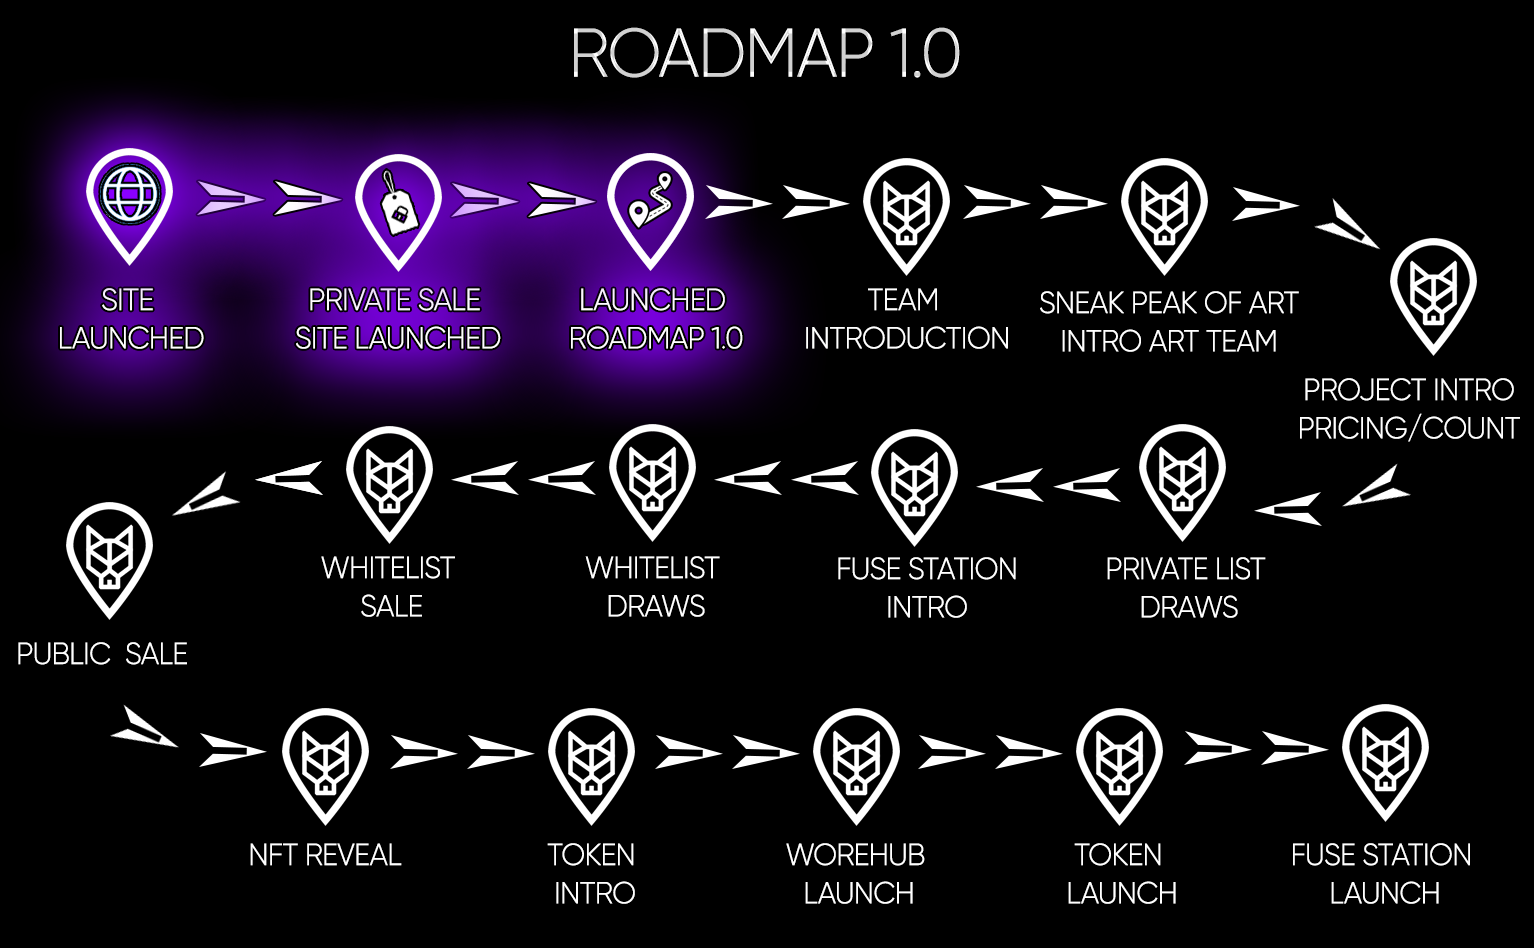 ROADMAP 1.0
SITE
LAUNCHED
PRIVATE SALE
SITE LAUNCHED
LAUNCHED
ROADMAP 1.0
TEAM
INTRODUCTION
SNEAK PEAK OF ART
INTRO ART TEAM
PROJECT INTRO
PRICING/COUNT
PRIVATE LIST
DRAWS
FUSE STATION
INTRO
WHITELIST
DRAWS
WHITELIST
SALE
PUBLIC SALE
NFT REVEAL
TOKEN
INTRO
WOREHUB
LAUNCH
TOKEN
LAUNCH
FUSE STATION
LAUNCH